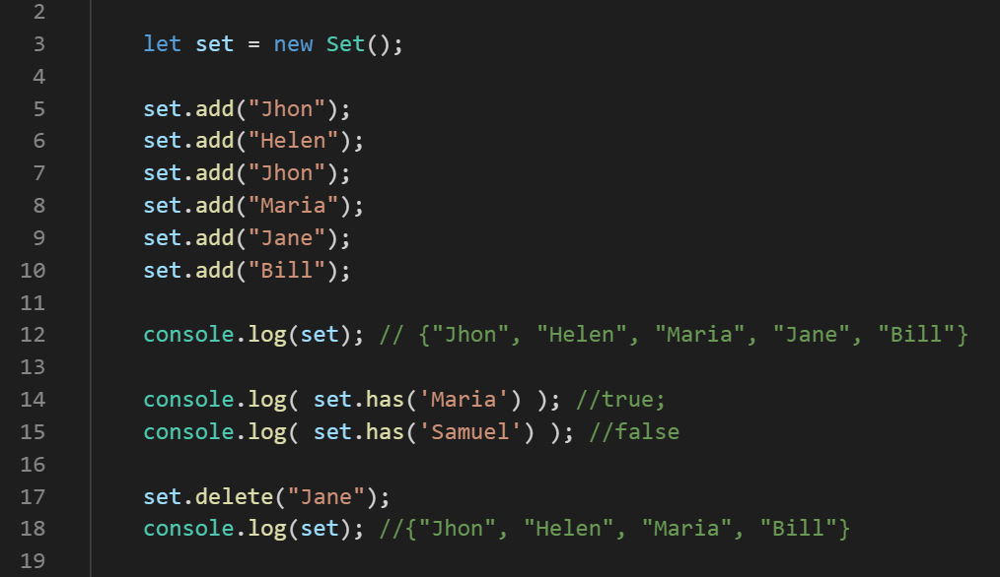 2
3 let set = new Set();
4
5 set.add("Jhon");
6 set.add("Helen");
7 set.add("Jhon");
8 set.add("Maria");
9 set.add("Jane");
10 set.add("Bill");
11
12 console.log(set); // {"Jhon", "Helen", "Maria", "Jane", "Bill"}
13
14 console.log( set.has('Maria') ); //true;
15 console.log( set.has('Samuel') ); //false
16
17 set.delete("Jane");
18 console.log(set); //{"Jhon", "Helen", "Maria", "Bill"}
19